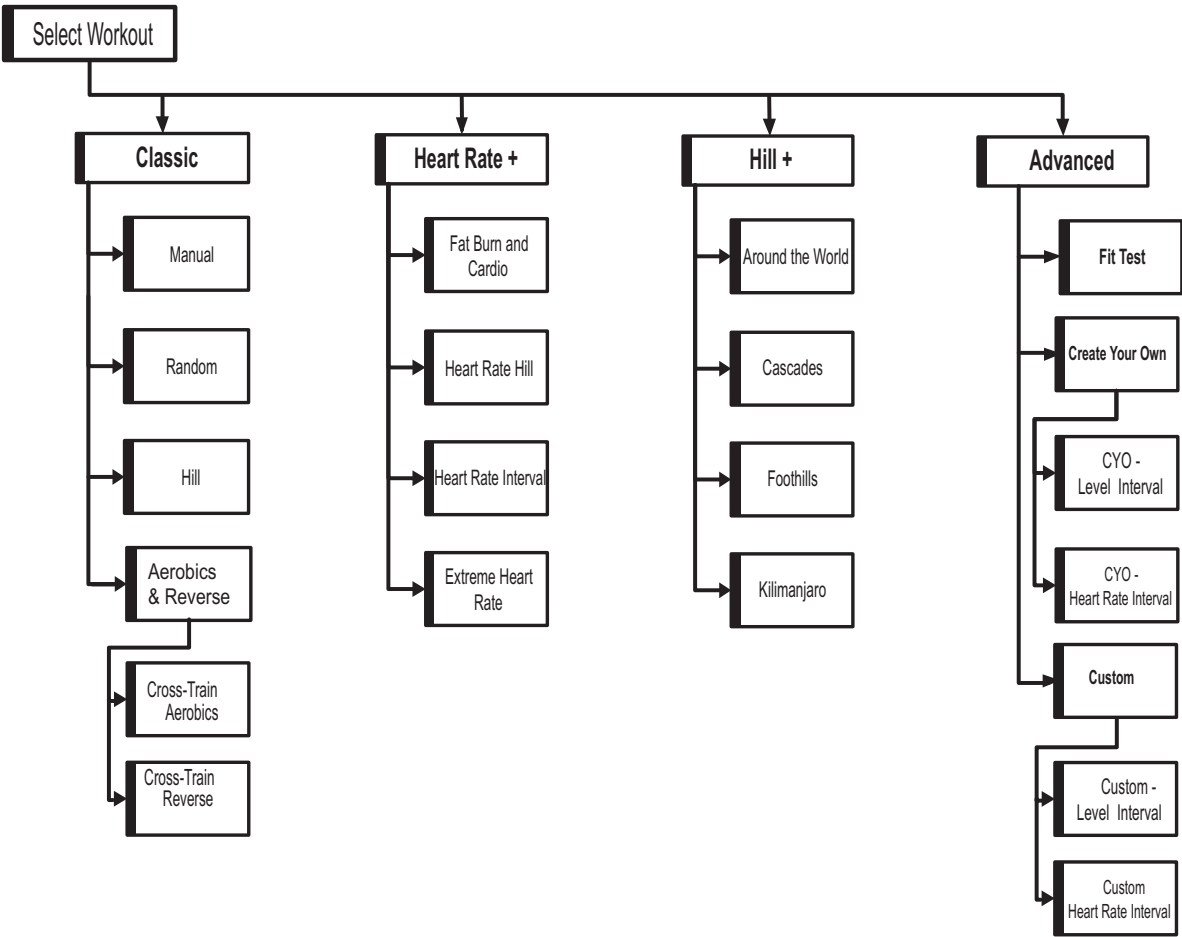 Select Workout
Classic
Heart Rate +
Hill +
Advanced
Manual
Random
Hill
Aerobics
& Reverse
Cross-Train
Aerobics
Cross-Train
Reverse
Fat Burn and
Cardio
Heart Rate Hill
Heart Rate Interval
Extreme Heart
Rate
Around the World
Cascades
Foothills
Kilimanjaro
Fit Test
Create Your Own
CYO -
Level Interval
CYO -
Heart Rate Interval
Custom
Custom -
Level Interval
Custom
Heart Rate Interval